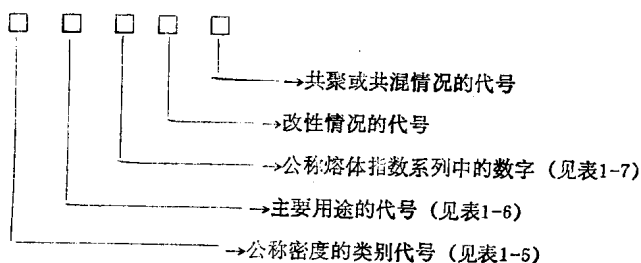 共聚或共混情况的代号
改性情况的代号
公称熔体指数系列中的数字（见表1-7）
主要用途的代号（见表1-6）
公称密度的类别代号（见表1-5）